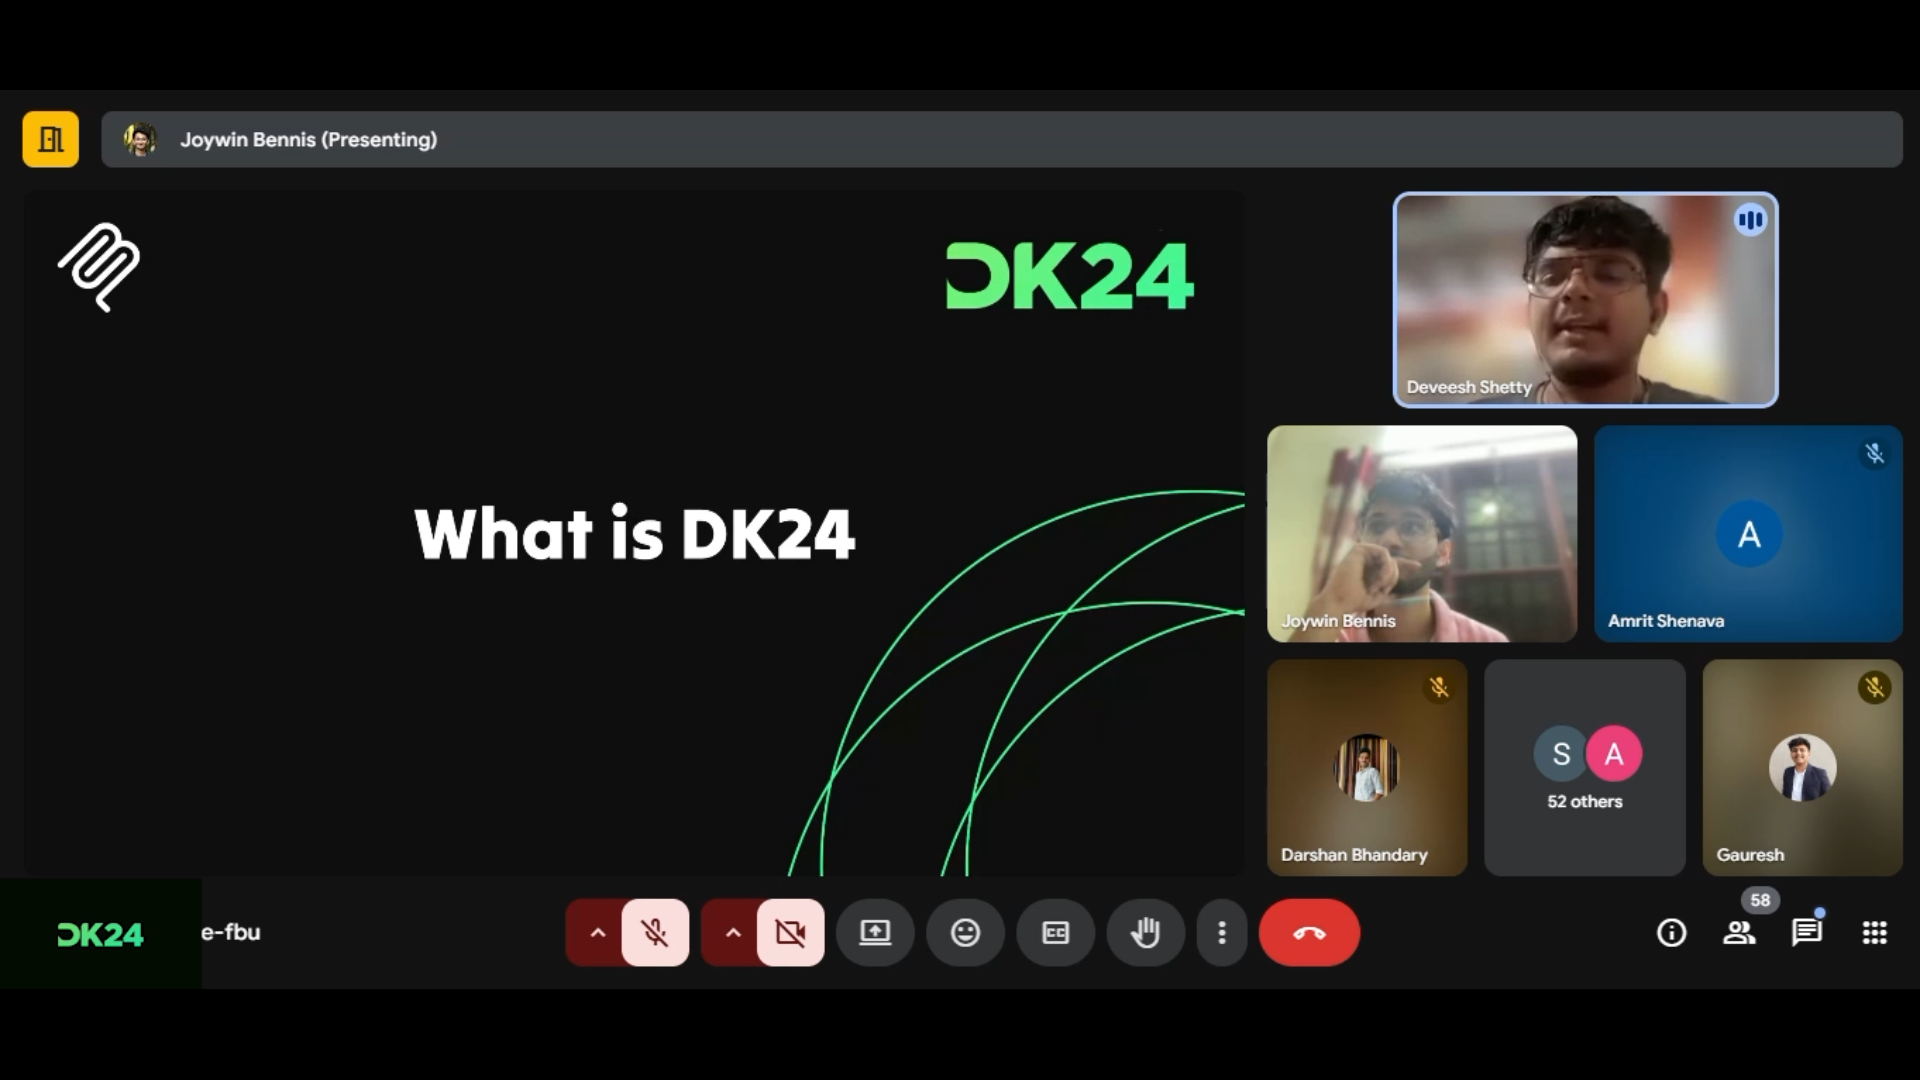 Joywin Bennis (Presenting)
DK24
What is DK24
Deveesh Shetty
Joywin Bennis
A
Amrit Shenava
Darshan Bhandary
S A
52 others
Gauresh
DK24
e-fbu
CC
58